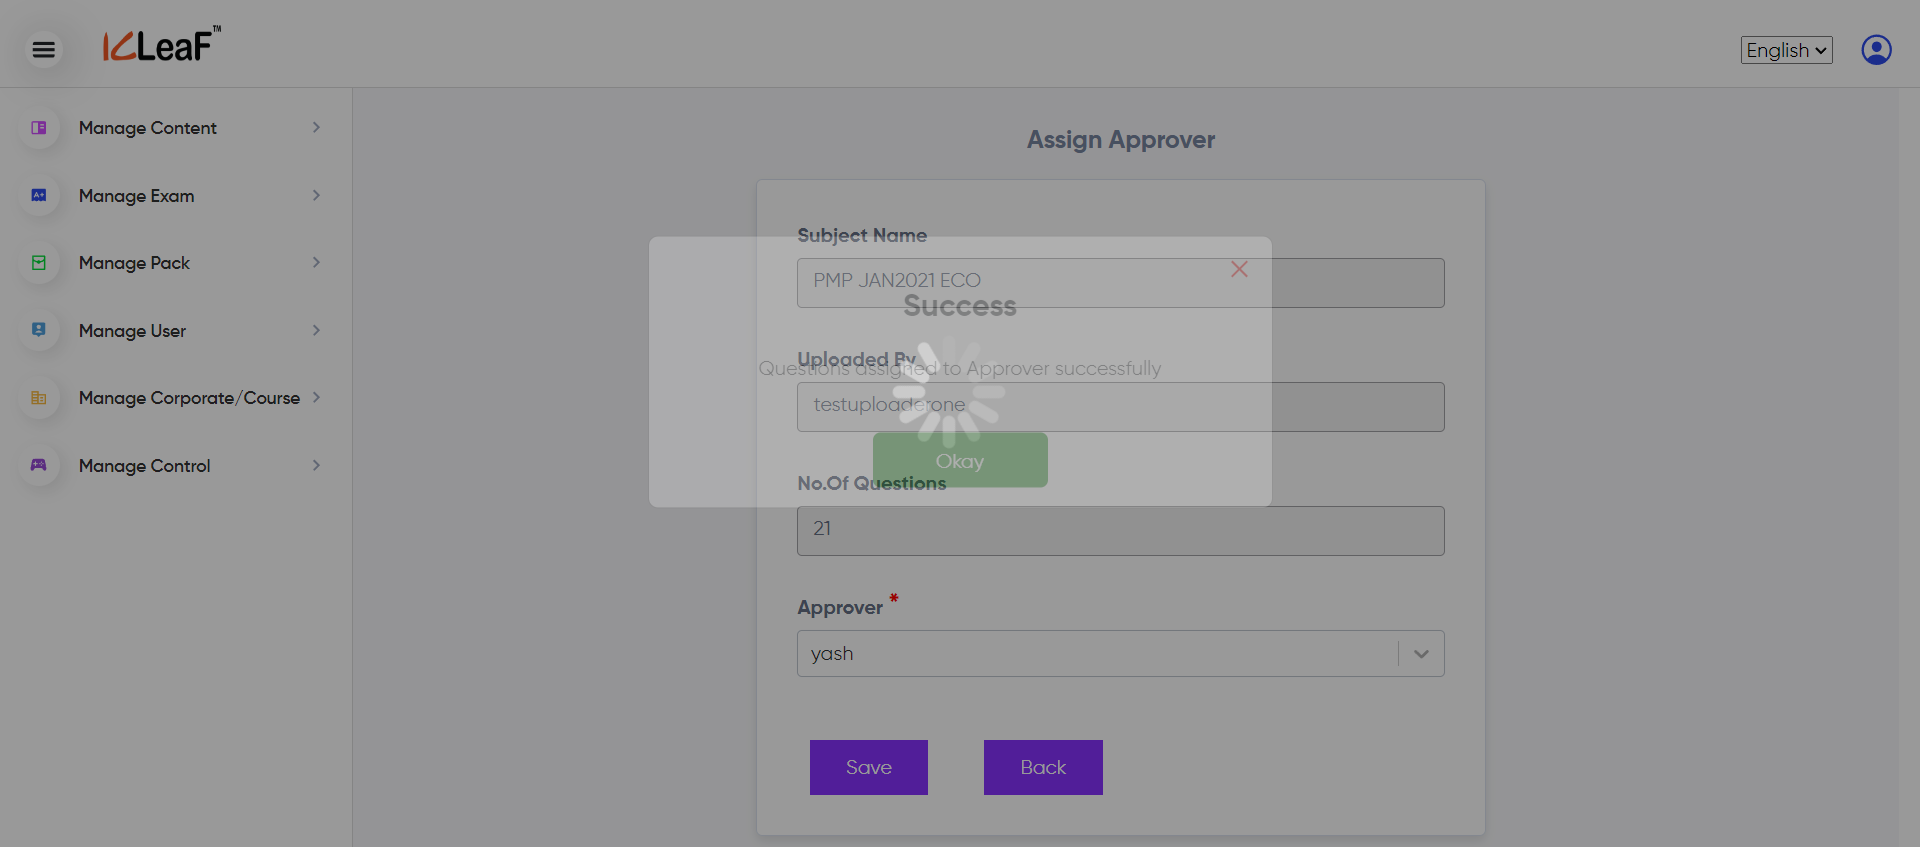 KLeaF™
English
Manage Content
Manage Exam
Manage Pack
Manage User
Manage Corporate/Course
Manage Control
Assign Approver
Subject Name
PMP JAN2021 ECO
Success
Uploaded By
Questions assigned to Approver successfully
testuploaderone
Okay
No.Of Questions
21
Approver *
yash
Save
Back